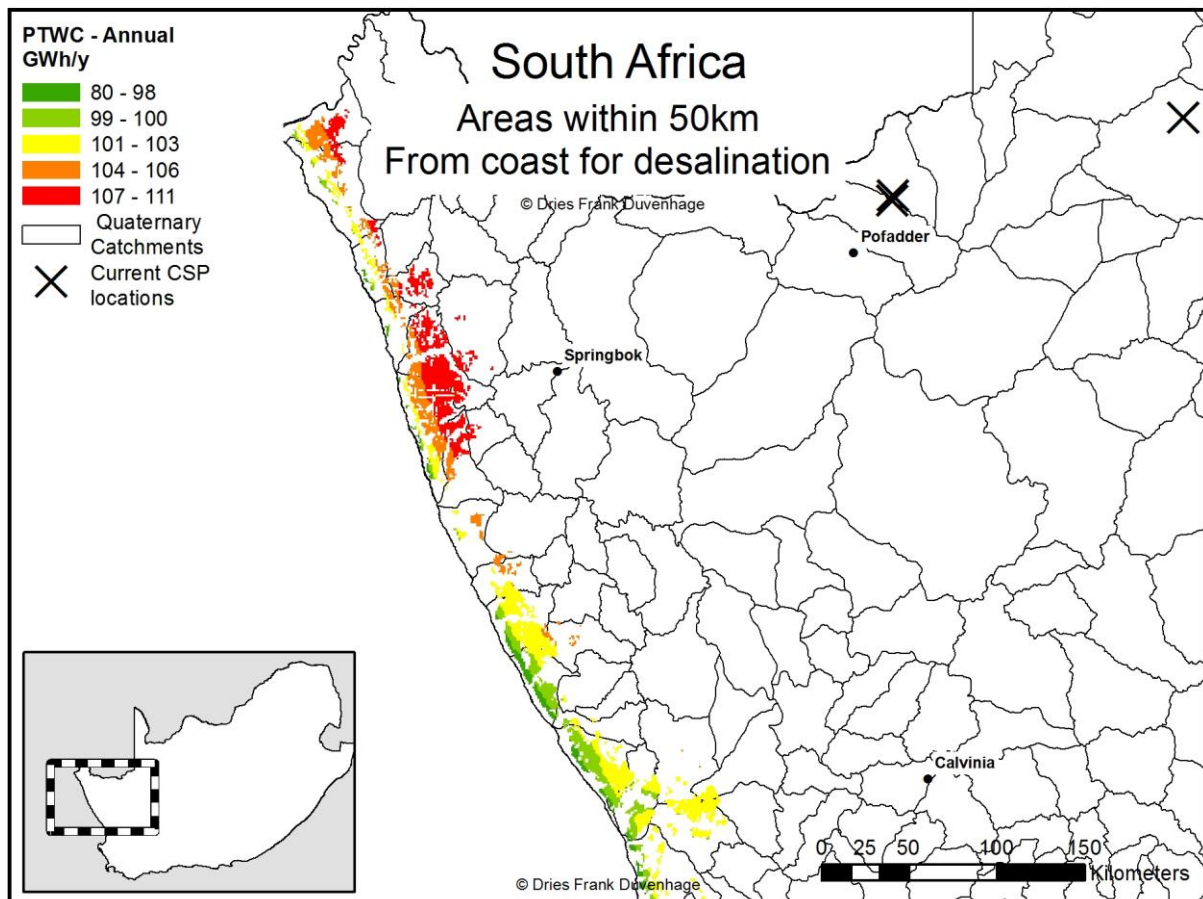 PTWC - Annual
GWh/y
80 - 98
99 - 100
101 - 103
104 - 106
107 - 111
Quaternary
Catchments
Current CSP
locations
South Africa
Areas within 50km
From coast for desalination
© Dries Frank Duvenhage
Pofadder
Springbok
Calvinia
0 25 50 100 150
Kilometers
© Dries Frank Duvenhage